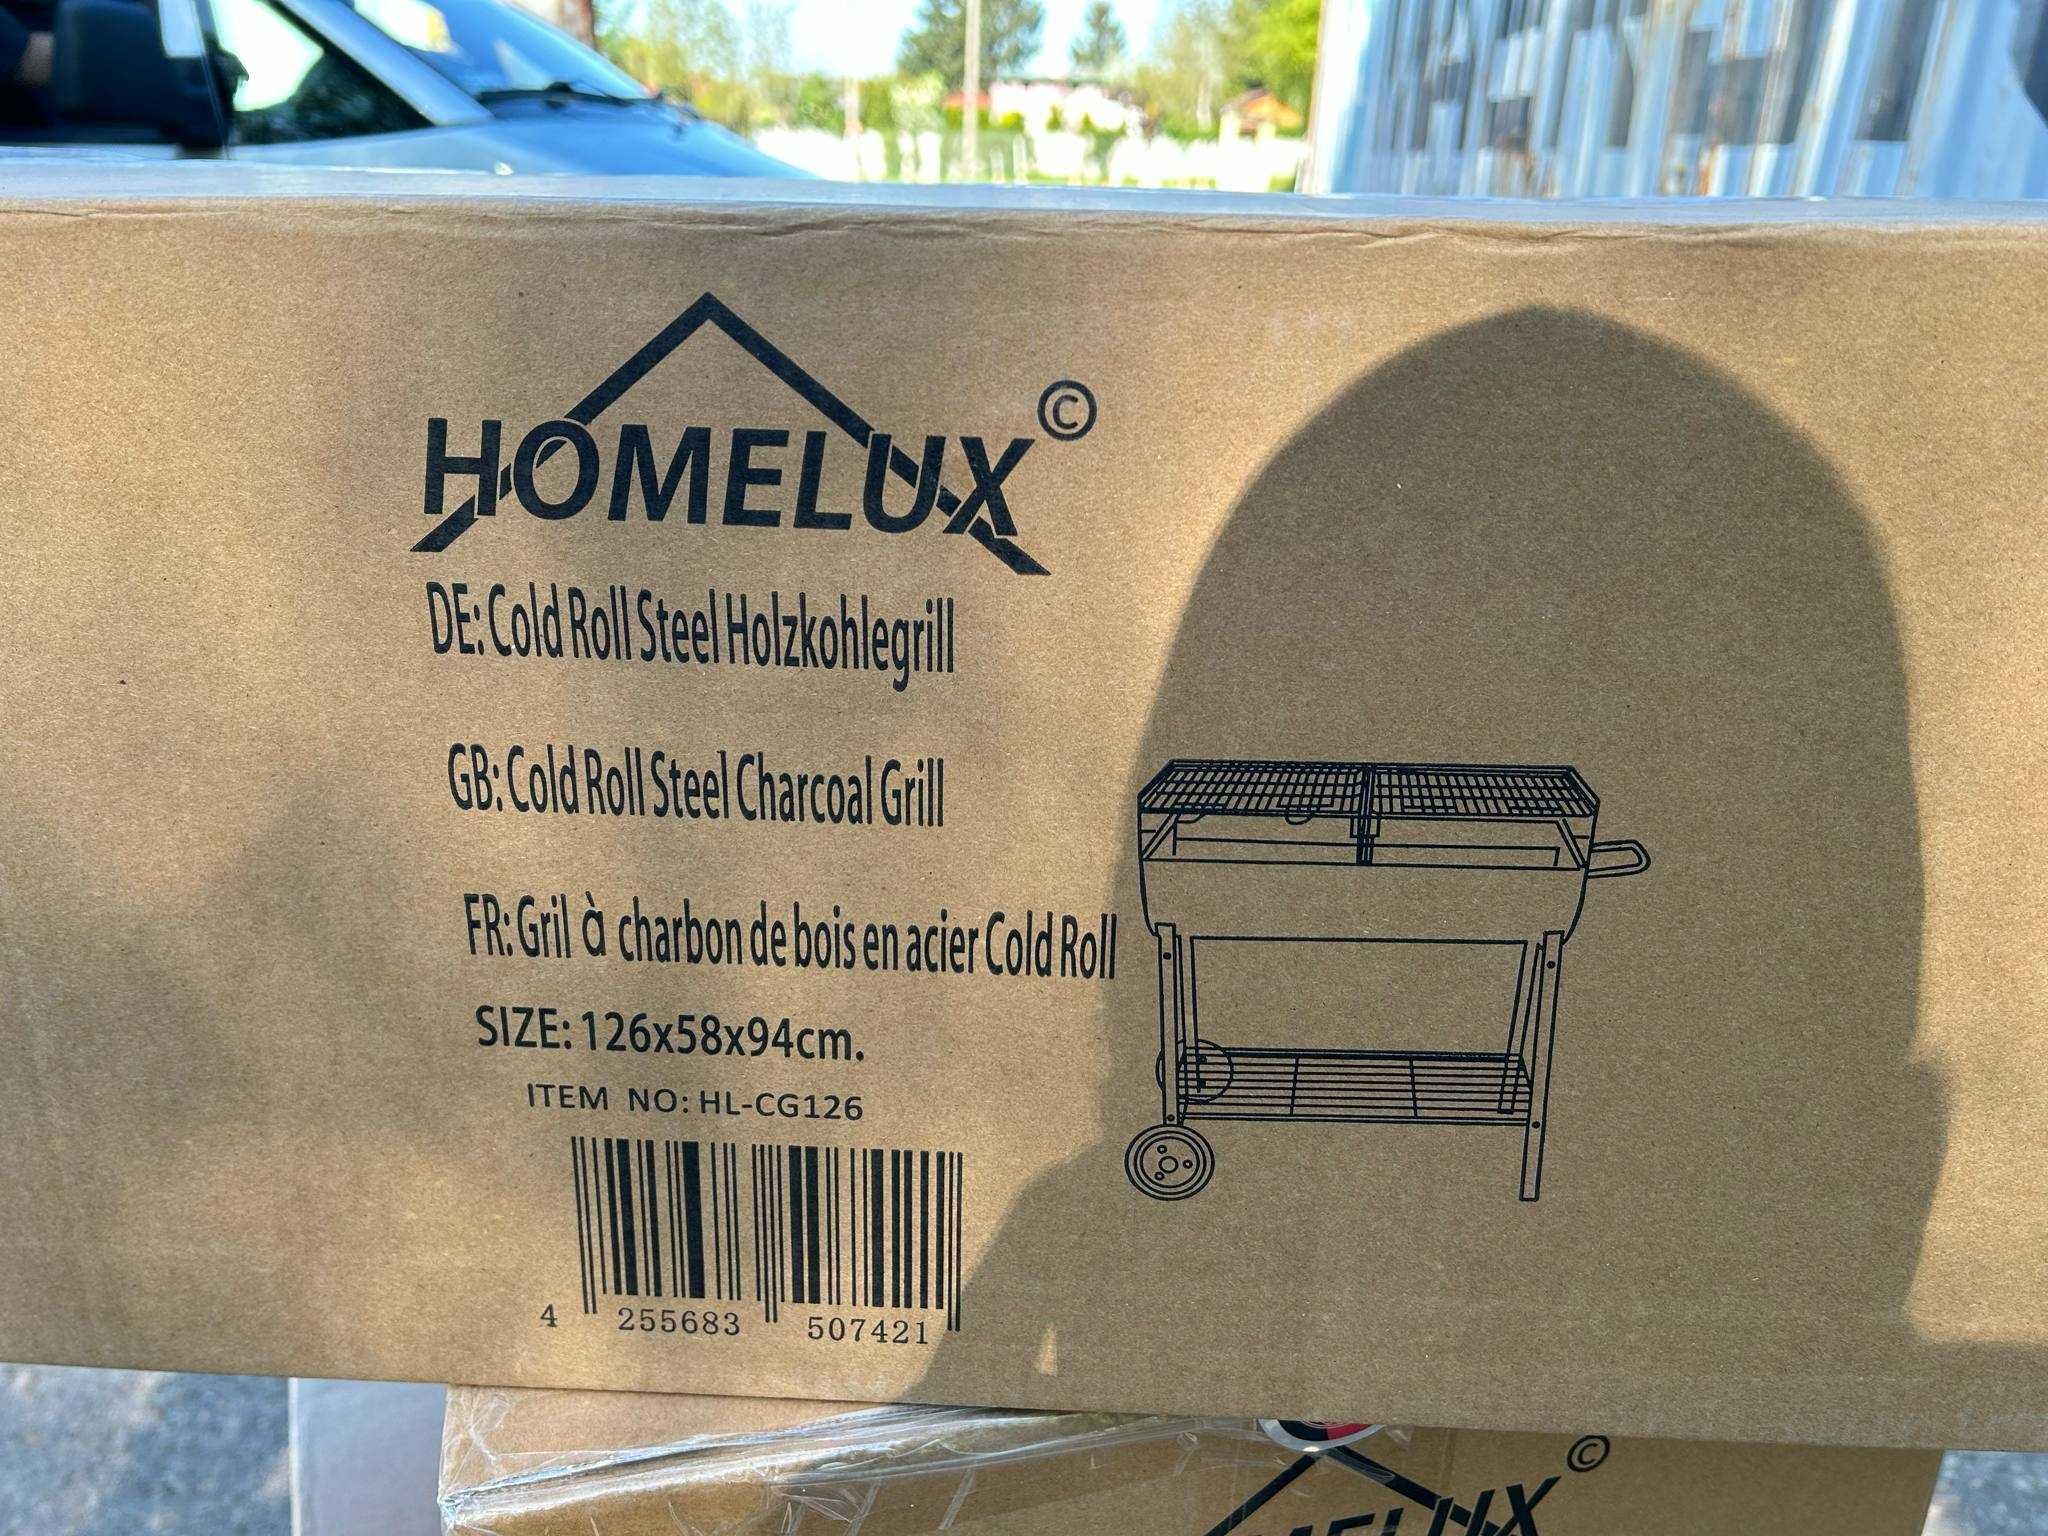 HOMELUX ©
DE: Cold Roll Steel Holzkohlegrill
GB: Cold Roll Steel Charcoal Grill
FR: Gril à charbon de bois en acier Cold Roll
SIZE: 126x58x94cm.
ITEM NO: HL-CG126
4 255683 507421
HOMELUX ©